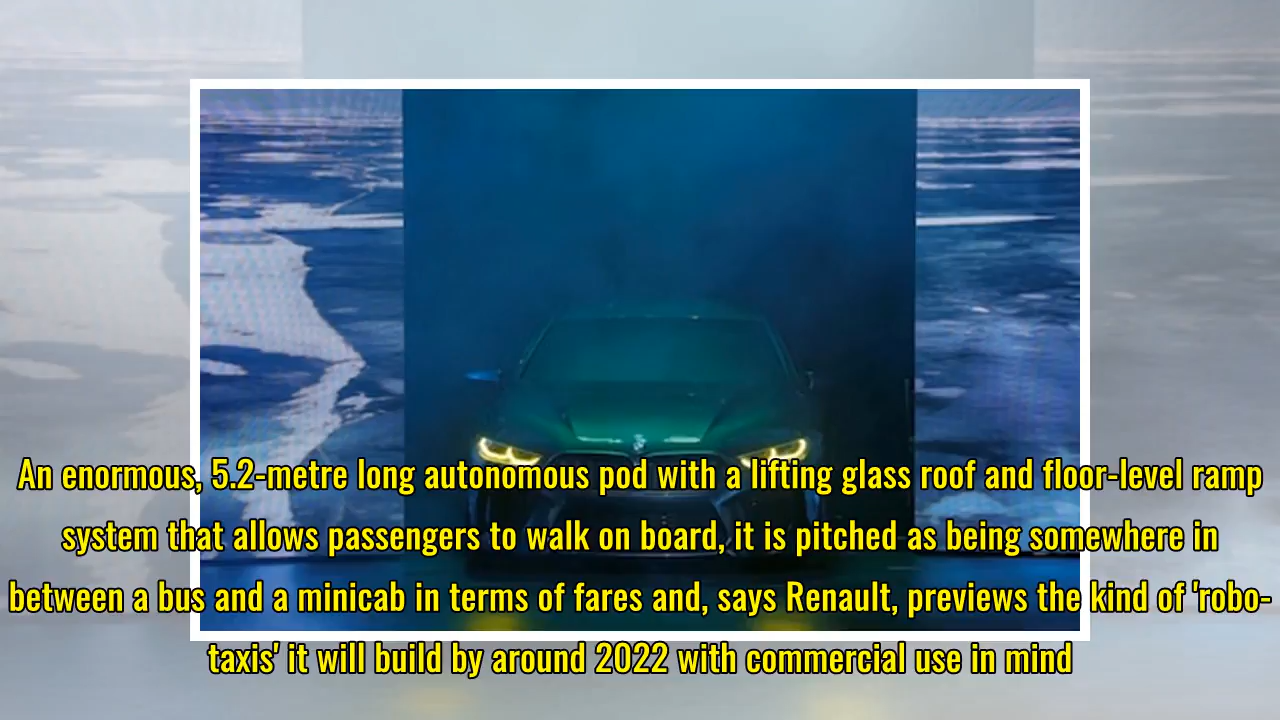 An enormous, 5.2-metre long autonomous pod with a lifting glass roof and floor-level ramp
system that allows passengers to walk on board, it is pitched as being somewhere in
between a bus and a minicab in terms of fares and, says Renault, previews the kind of 'robo-
taxis' it will build by around 2022 with commercial use in mind